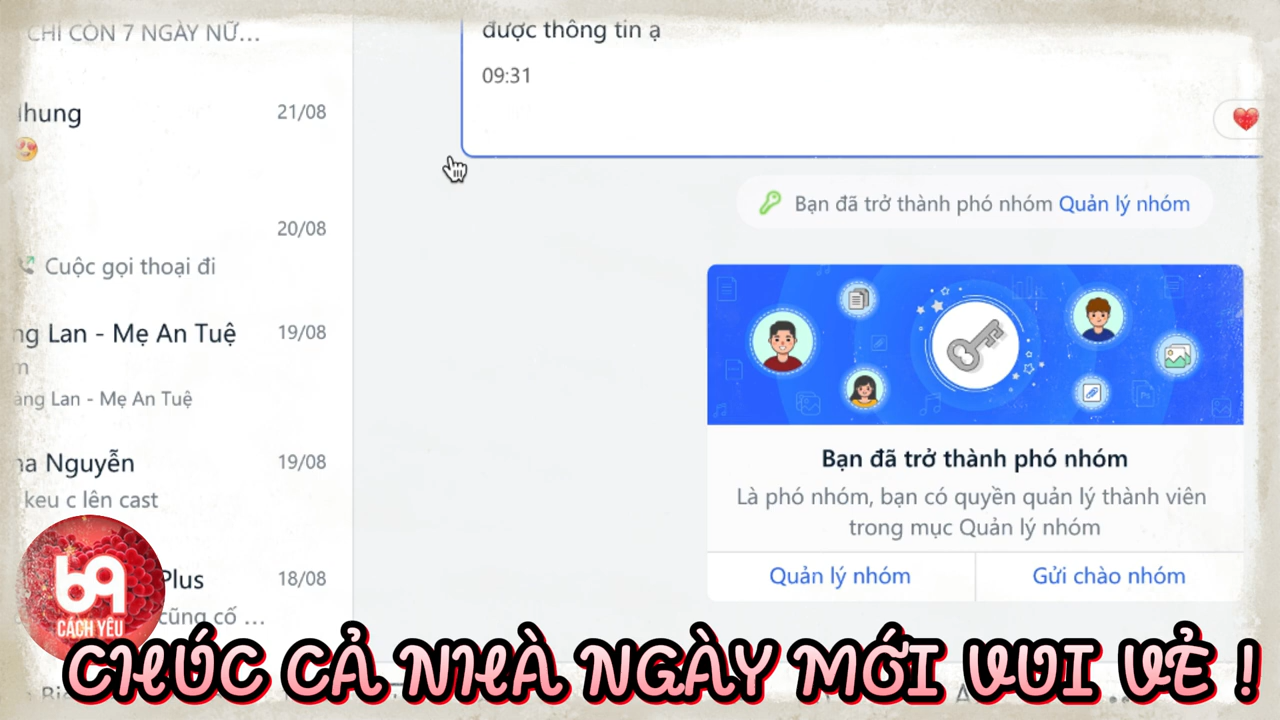 CHỈ CÒN 7 NGÀY NỮ...
21/08
20/08
Cuộc gọi thoại đi
Lan - Mẹ An Tuệ
19/08
Lan - Mẹ An Tuệ
Nguyễn
19/08
keu c lên cast
Plus
18/08
cũng cố ...
được thông tin ạ
09:31
Bạn đã trở thành phó nhóm Quản lý nhóm
Bạn đã trở thành phó nhóm
Là phó nhóm, bạn có quyền quản lý thành viên
trong mục Quản lý nhóm
Quản lý nhóm
Gửi chào nhóm
69
CÁCH YÊU
CHÚC CẢ NHÀ NGÀY MỚI VUI VẺ !